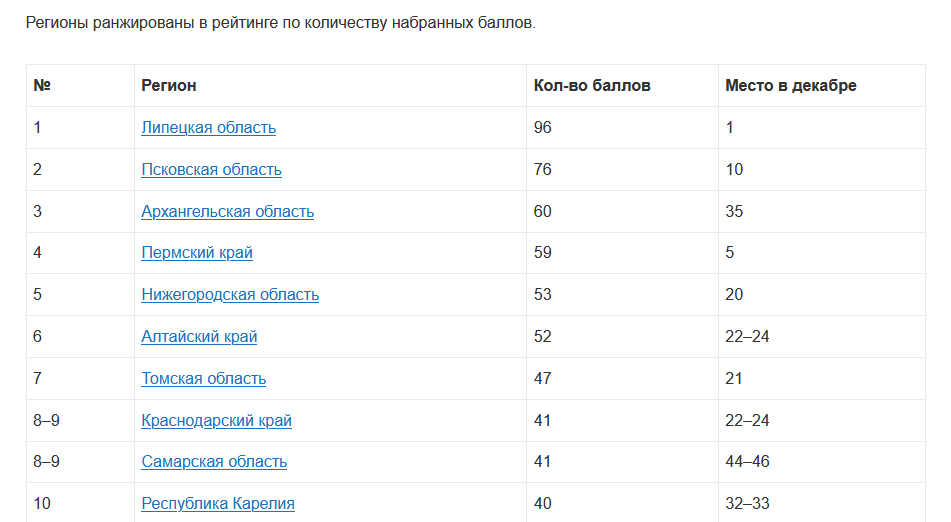 Регионы ранжированы в рейтинге по количеству набранных баллов.
№ Регион Кол-во баллов Место в декабре
1 Липецкая область 96 1
2 Псковская область 76 10
3 Архангельская область 60 35
4 Пермский край 59 5
5 Нижегородская область 53 20
6 Алтайский край 52 22–24
7 Томская область 47 21
8–9 Краснодарский край 41 22–24
8–9 Самарская область 41 44–46
10 Республика Карелия 40 32–33